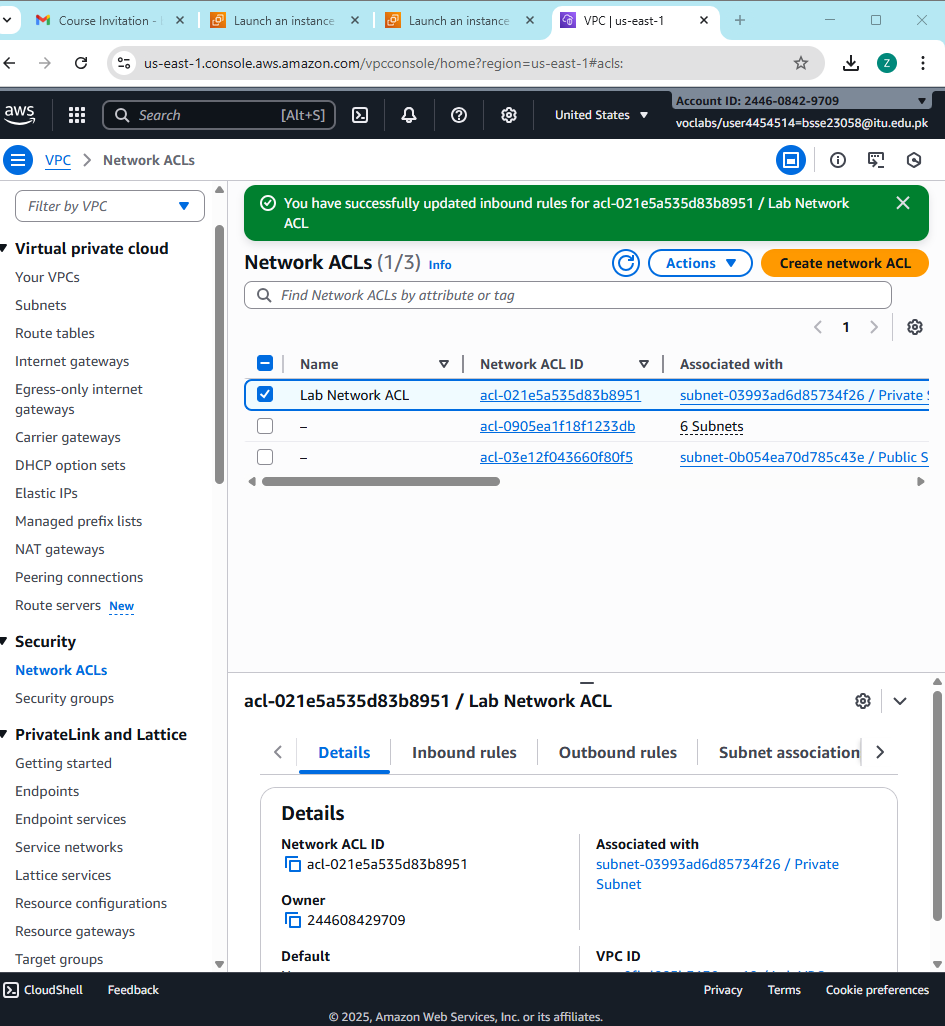 Course Invitation -
Launch an instance
Launch an instance
VPC | us-east-1
us-east-1.console.aws.amazon.com/vpcconsole/home?region=us-east-1#acls:
Z
aws
Search
[Alt+S]
United States
Account ID: 2446-0842-9709
voclabs/user4454514=bsse23058@itu.edu.pk
VPC > Network ACLs
Filter by VPC
Virtual private cloud
Your VPCs
Subnets
Route tables
Internet gateways
Egress-only internet
gateways
Carrier gateways
DHCP option sets
Elastic IPs
Managed prefix lists
NAT gateways
Peering connections
Route servers New
Security
Network ACLs
Security groups
PrivateLink and Lattice
Getting started
Endpoints
Endpoint services
Service networks
Lattice services
Resource configurations
Resource gateways
Target groups
You have successfully updated inbound rules for acl-021e5a535d83b8951 / Lab Network
ACL
Network ACLs (1/3) Info
Actions
Create network ACL
Find Network ACLs by attribute or tag
1
Name Network ACL ID Associated with
Lab Network ACL acl-021e5a535d83b8951 subnet-03993ad6d85734f26 / Private S
– acl-0905ea1f18f1233db 6 Subnets
– acl-03e12f043660f80f5 subnet-0b054ea70d785c43e / Public S
acl-021e5a535d83b8951 / Lab Network ACL
Details Inbound rules Outbound rules Subnet association
Details
Network ACL ID
acl-021e5a535d83b8951
Associated with
subnet-03993ad6d85734f26 / Private
Subnet
Owner
244608429709
Default
VPC ID
CloudShell Feedback
Privacy Terms Cookie preferences
© 2025, Amazon Web Services, Inc. or its affiliates.